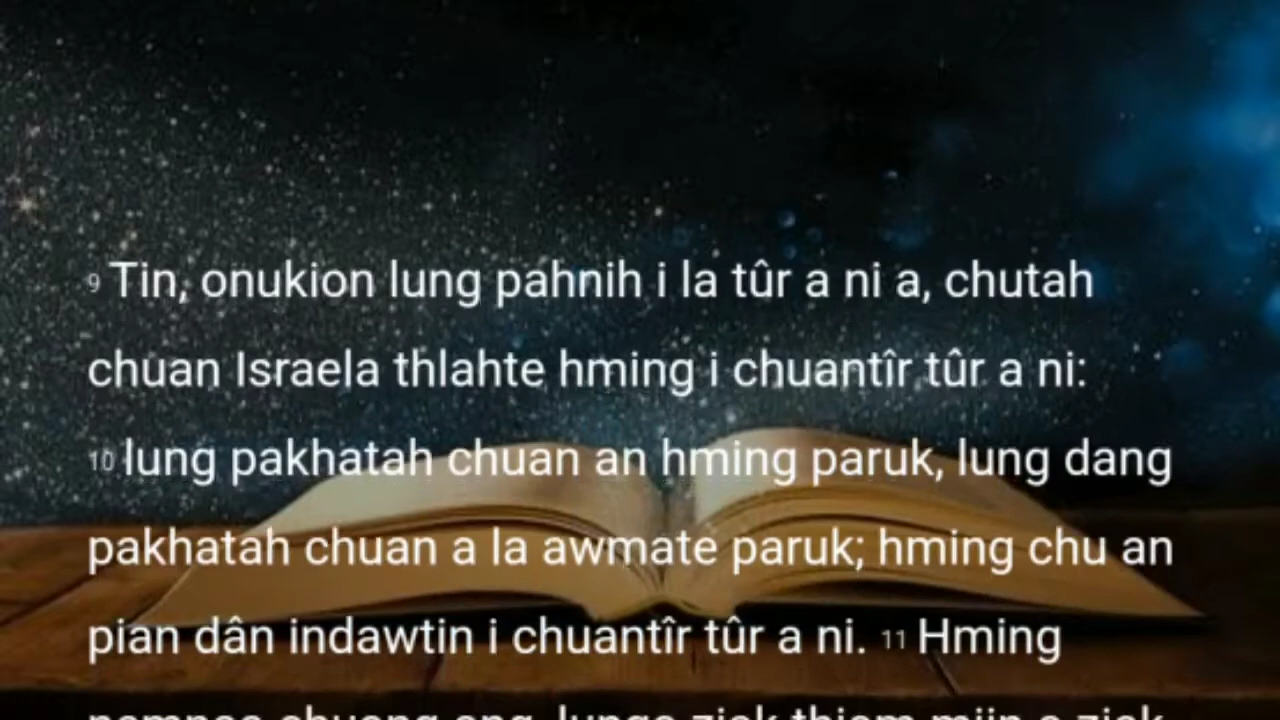 9 Tin, onukion lung pahnih i la tûr a ni a, chutah
chuan Israela thlahte hming i chuantîr tûr a ni:
10 lung pakhatah chuan an hming paruk, lung dang
pakhatah chuan a la awmate paruk; hming chu an
pian dân indawtin i chuantîr tûr a ni. 11 Hming